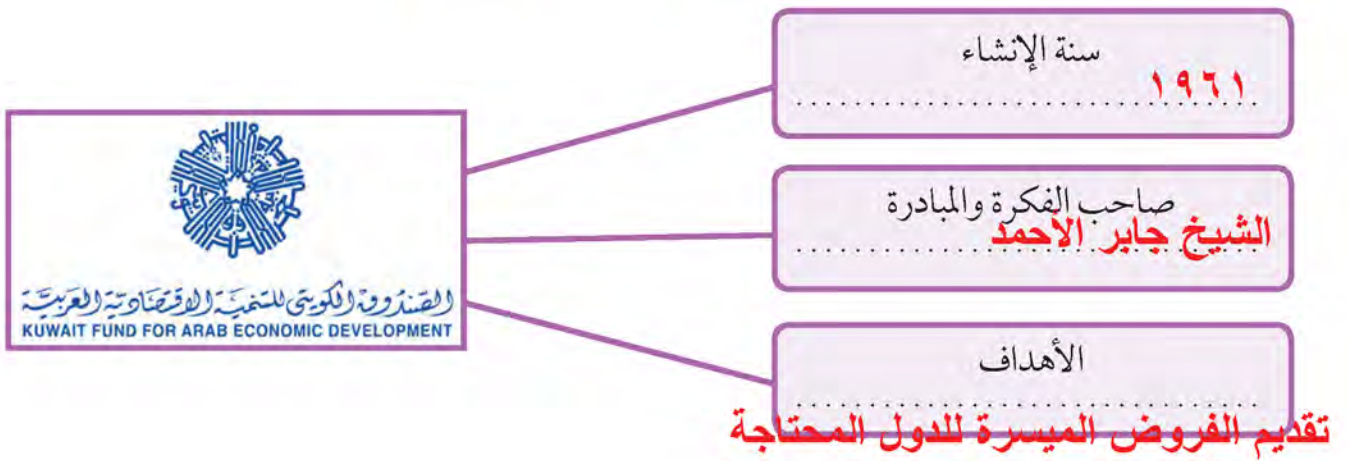 سنة الإنشاء
١٩٦١
صاحب الفكرة والمبادرة
الشيخ جابر الأحمد
الأهداف
تقديم القروض الميسرة للدول المحتاجة
الصندوق الكويتي للتنمية الاقتصادية العربية
KUWAIT FUND FOR ARAB ECONOMIC DEVELOPMENT